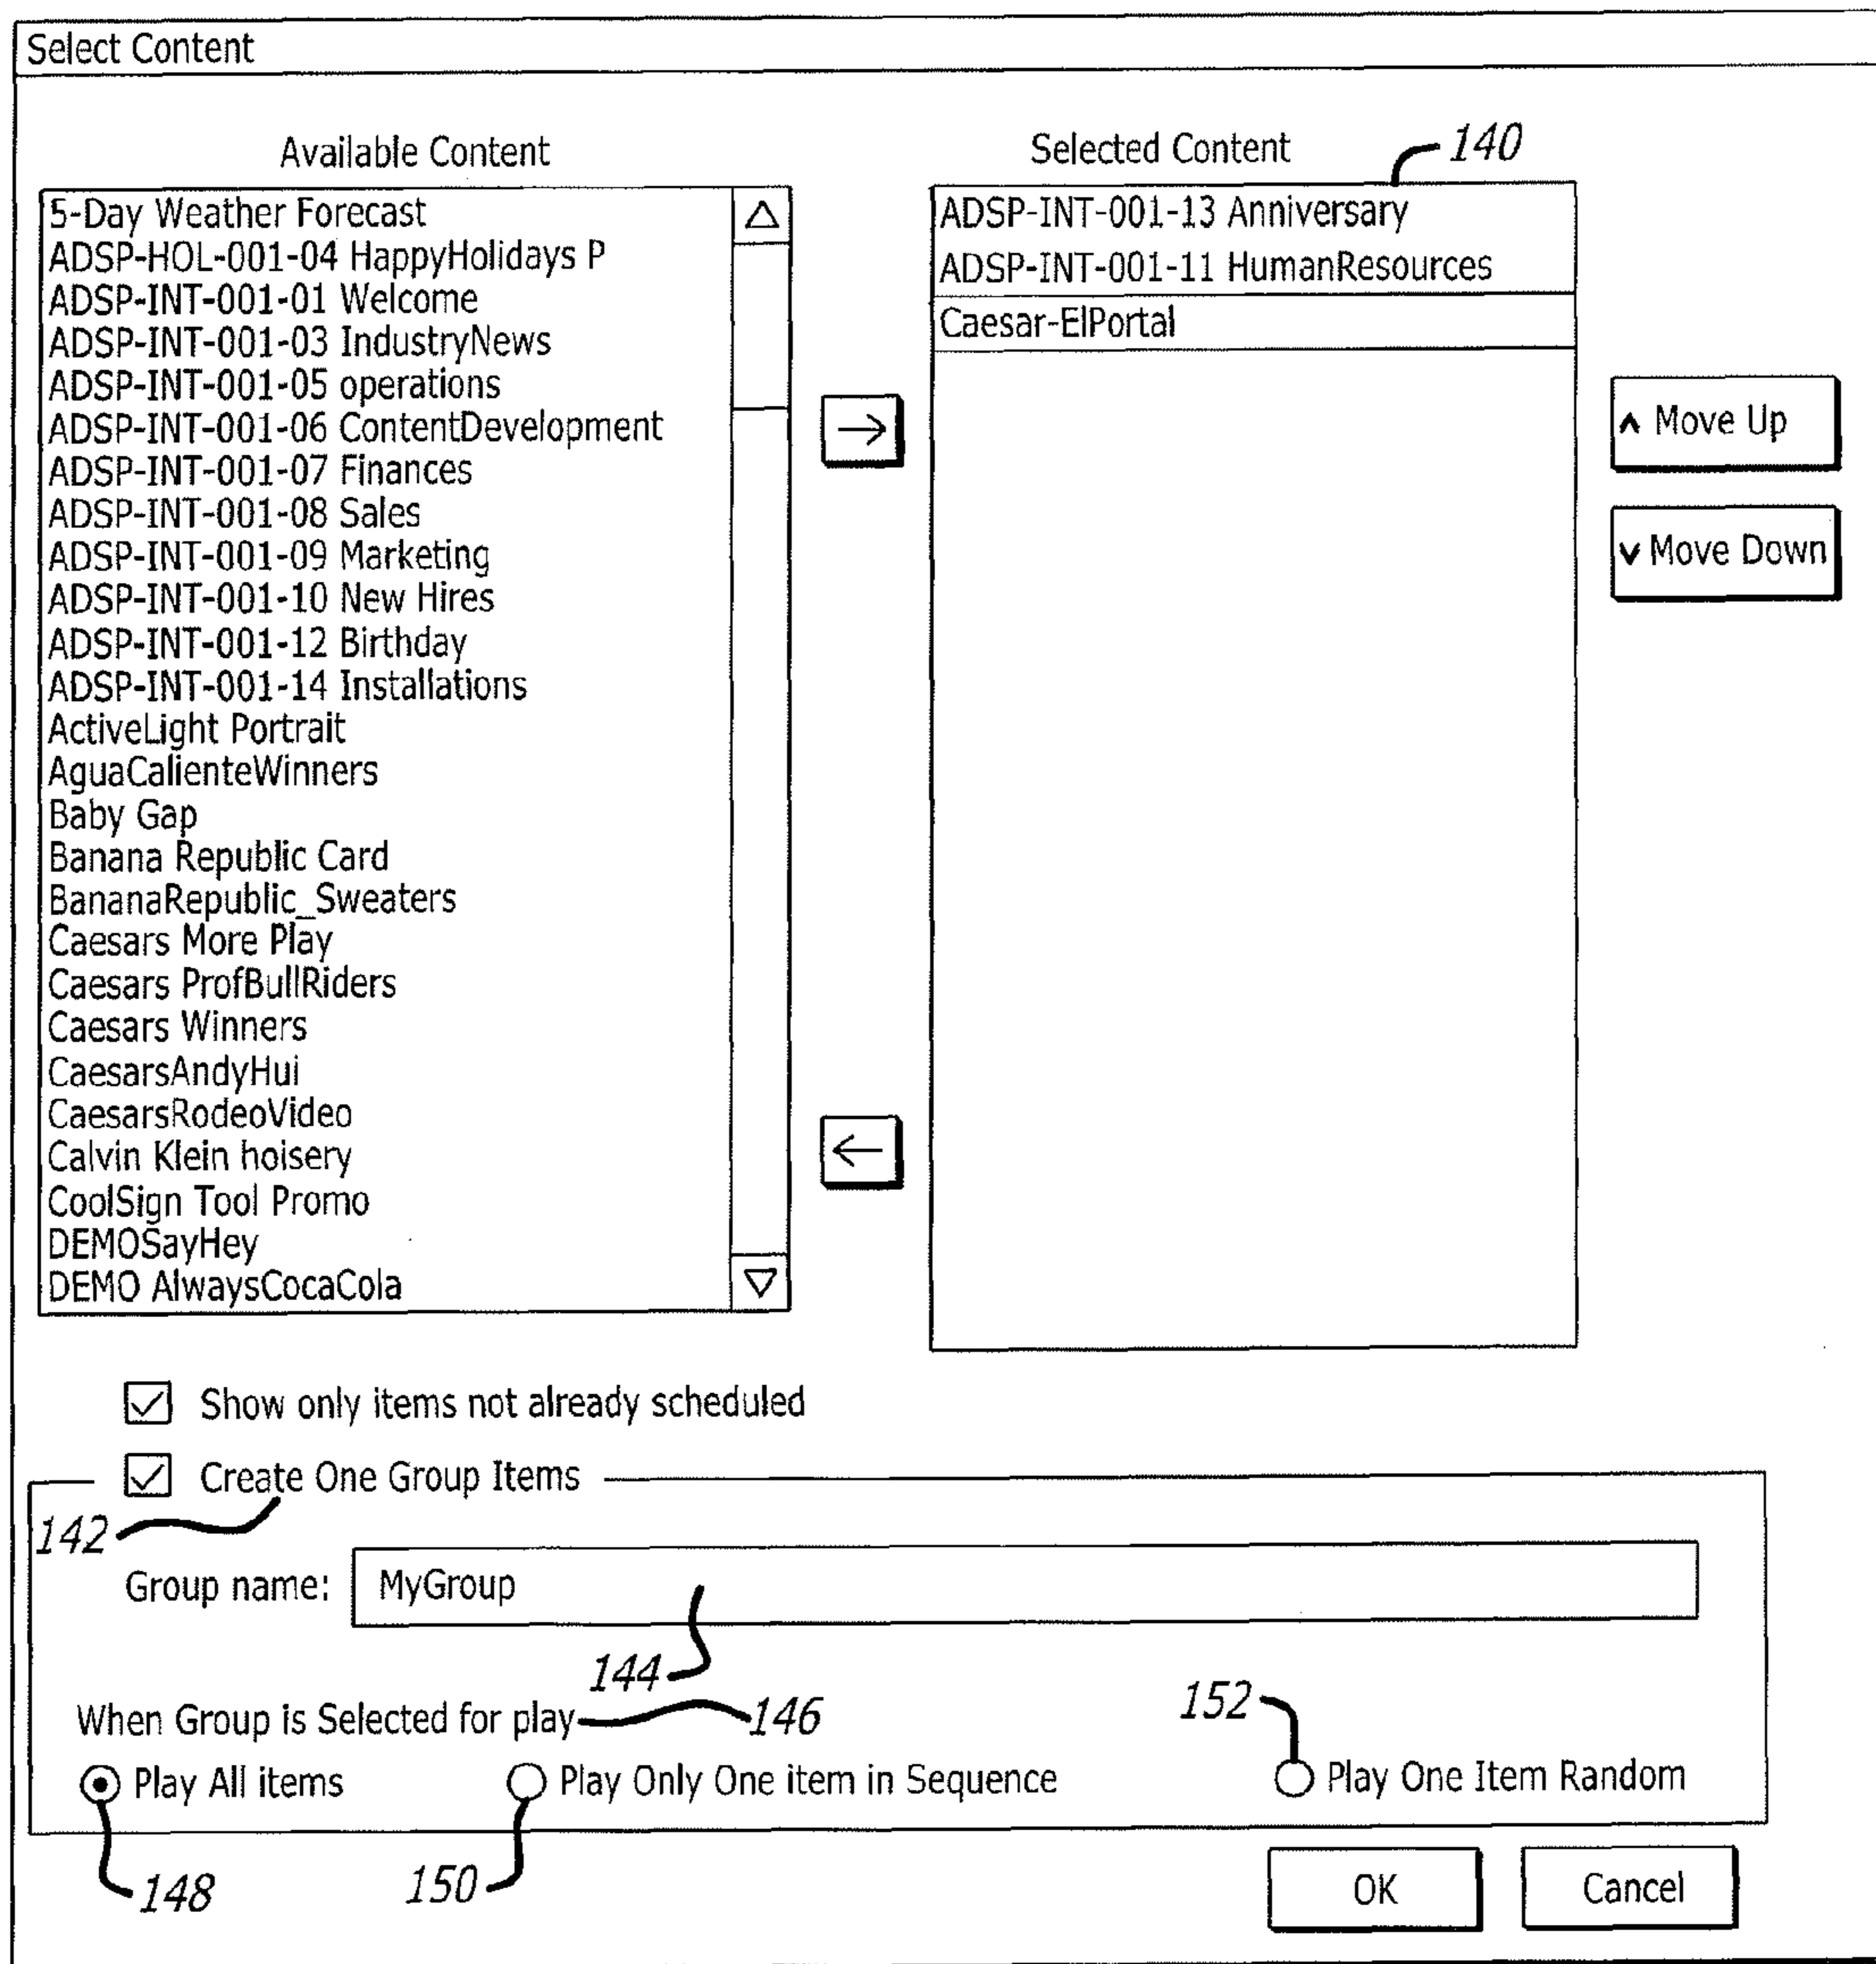 Select Content
Available Content
5-Day Weather Forecast
ADSP-HOL-001-04 HappyHolidays P
ADSP-INT-001-01 Welcome
ADSP-INT-001-03 IndustryNews
ADSP-INT-001-05 operations
ADSP-INT-001-06 ContentDevelopment
ADSP-INT-001-07 Finances
ADSP-INT-001-08 Sales
ADSP-INT-001-09 Marketing
ADSP-INT-001-10 New Hires
ADSP-INT-001-12 Birthday
ADSP-INT-001-14 Installations
ActiveLight Portrait
AguaCalienteWinners
Baby Gap
Banana Republic Card
BananaRepublic_Sweaters
Caesars More Play
Caesars ProfBullRiders
Caesars Winners
CaesarsAndyHui
CaesarsRodeoVideo
Calvin Klein hoisery
CoolSign Tool Promo
DEMOSayHey
DEMO AlwaysCocaCola
Selected Content
140
ADSP-INT-001-13 Anniversary
ADSP-INT-001-11 HumanResources
Caesar-ElPortal
Move Up
Move Down
Show only items not already scheduled
Create One Group Items
142
Group name: MyGroup
144
When Group is Selected for play
146
152
Play All items
Play Only One item in Sequence
Play One Item Random
148
150
OK
Cancel